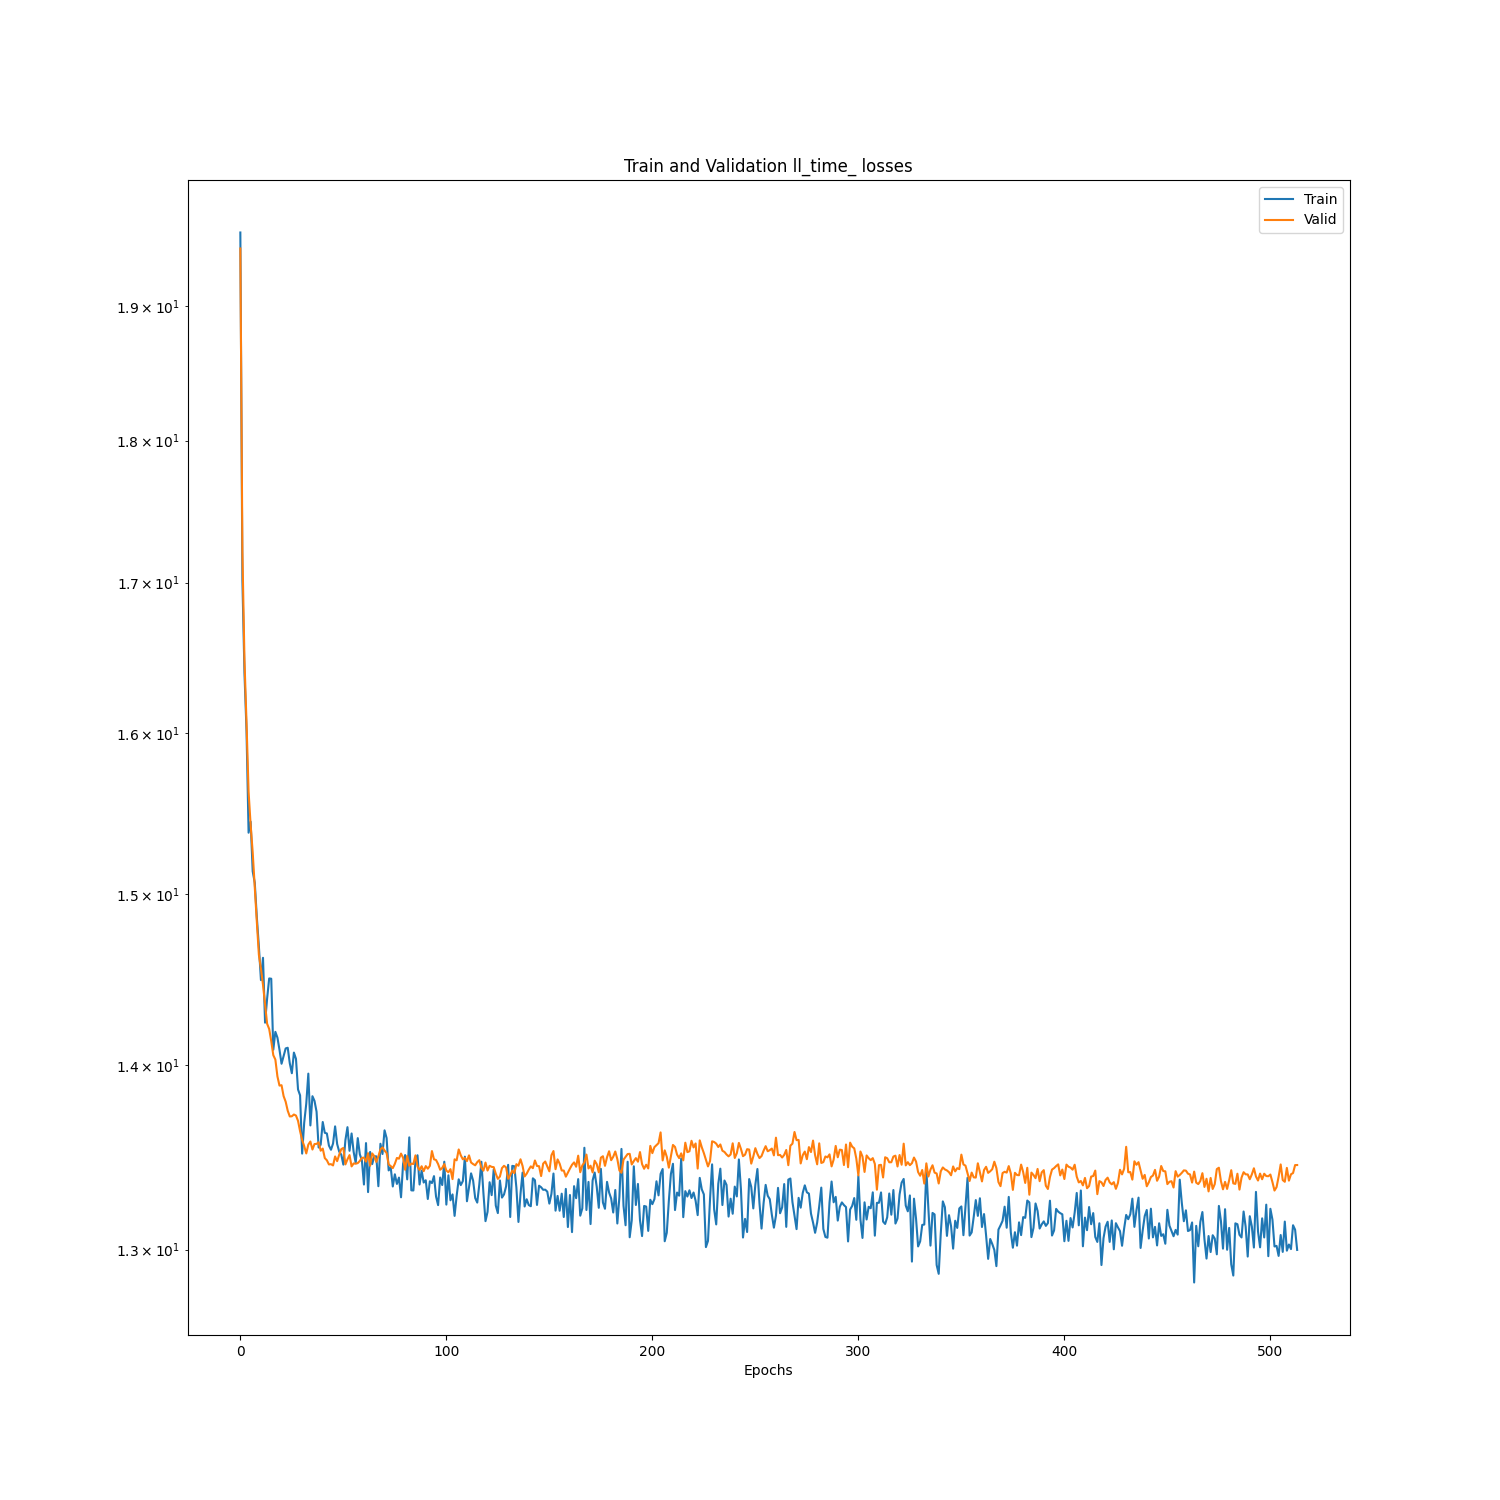 Train and Validation ll_time_ losses
Train
Valid
1.9 × 10¹
1.8 × 10¹
1.7 × 10¹
1.6 × 10¹
1.5 × 10¹
1.4 × 10¹
1.3 × 10¹
0 100 200 300 400 500
Epochs